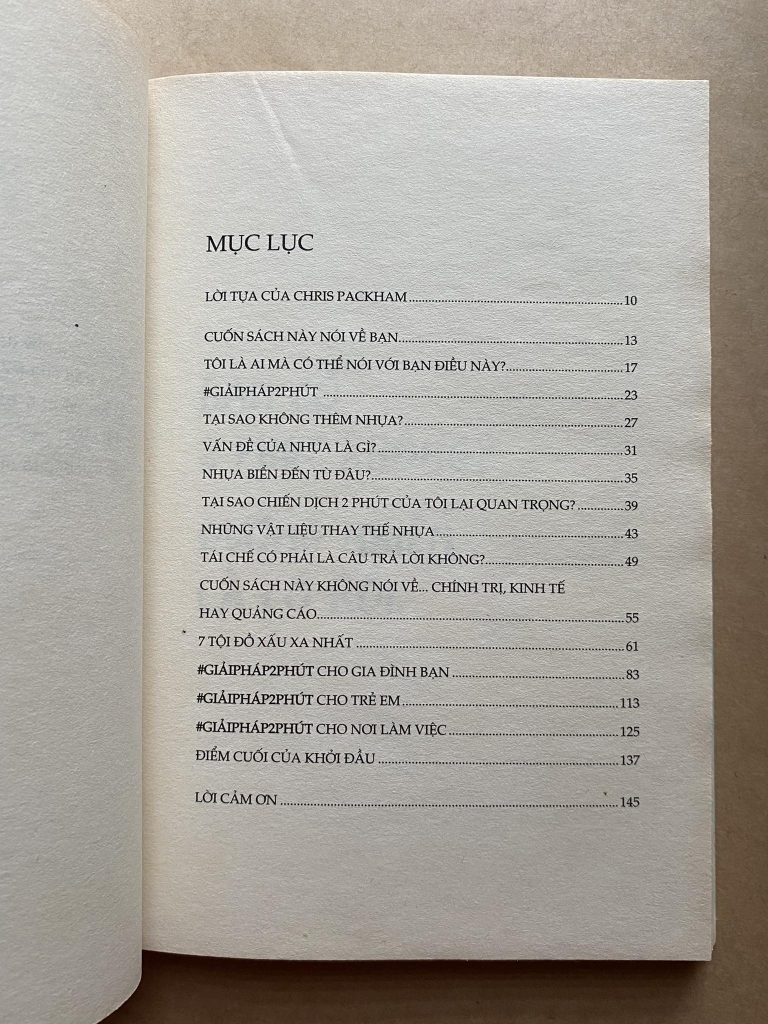 MỤC LỤC
LỜI TỰA CỦA CHRIS PACKHAM 10
CUỐN SÁCH NÀY NÓI VỀ BẠN 13
TÔI LÀ AI MÀ CÓ THỂ NÓI VỚI BẠN ĐIỀU NÀY? 17
#GIẢIPHÁP2PHÚT 23
TẠI SAO KHÔNG THÊM NHỰA? 27
VẤN ĐỀ CỦA NHỰA LÀ GÌ? 31
NHỰA BIỂN ĐẾN TỪ ĐÂU? 35
TẠI SAO CHIẾN DỊCH 2 PHÚT CỦA TÔI LẠI QUAN TRỌNG? 39
NHỮNG VẬT LIỆU THAY THẾ NHỰA 43
TÁI CHẾ CÓ PHẢI LÀ CÂU TRẢ LỜI KHÔNG? 49
CUỐN SÁCH NÀY KHÔNG NÓI VỀ... CHÍNH TRỊ, KINH TẾ
HAY QUẢNG CÁO 55
7 TỘI ĐỒ XẤU XA NHẤT 61
#GIẢIPHÁP2PHÚT CHO GIA ĐÌNH BẠN 83
#GIẢIPHÁP2PHÚT CHO TRẺ EM 113
#GIẢIPHÁP2PHÚT CHO NƠI LÀM VIỆC 125
ĐIỂM CUỐI CỦA KHỞI ĐẦU 137
LỜI CẢM ƠN 145